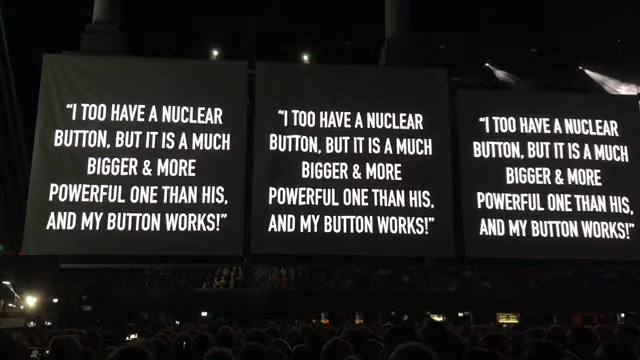 "I TOO HAVE A NUCLEAR
BUTTON, BUT IT IS A MUCH
BIGGER & MORE
POWERFUL ONE THAN HIS,
AND MY BUTTON WORKS!"
"I TOO HAVE A NUCLEAR
BUTTON, BUT IT IS A MUCH
BIGGER & MORE
POWERFUL ONE THAN HIS,
AND MY BUTTON WORKS!"
"I TOO HAVE A NUCLEAR
BUTTON, BUT IT IS A MUCH
BIGGER & MORE
POWERFUL ONE THAN HIS,
AND MY BUTTON WORKS!"